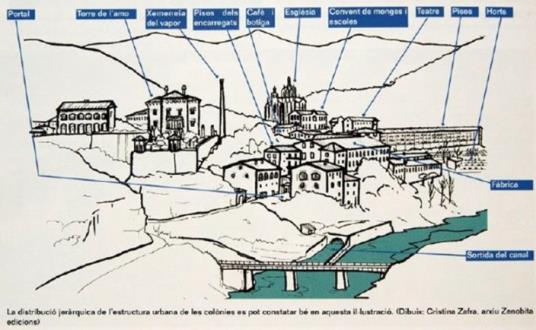 Portal
Torre de l'amo
Xemeneia del vapor
Pisos dels encarregats
Cafè i botiga
Església
Convent de monges i escoles
Teatre
Pisos
Horts
Fàbrica
Sortida del canal
La distribució jeràrquica de l'estructura urbana de les colònies es pot constatar bé en aquesta il·lustració. (Dibuix: Cristina Zafra, arxiu Zenobita
edicions)